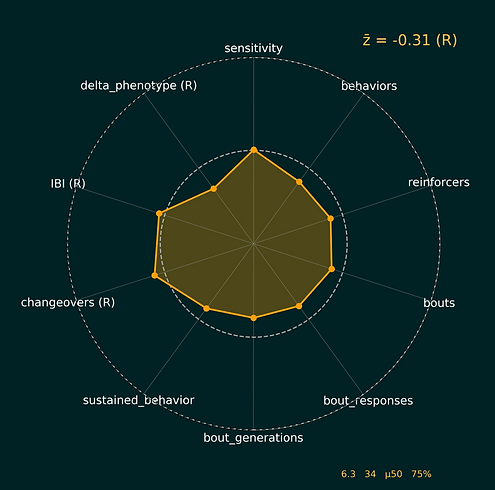 z̄ = -0.31 (R)
sensitivity
delta_phenotype (R)
behaviors
IBI (R)
reinforcers
changeovers (R)
bouts
sustained_behavior
bout_responses
bout_generations
6.3 34 μ50 75%